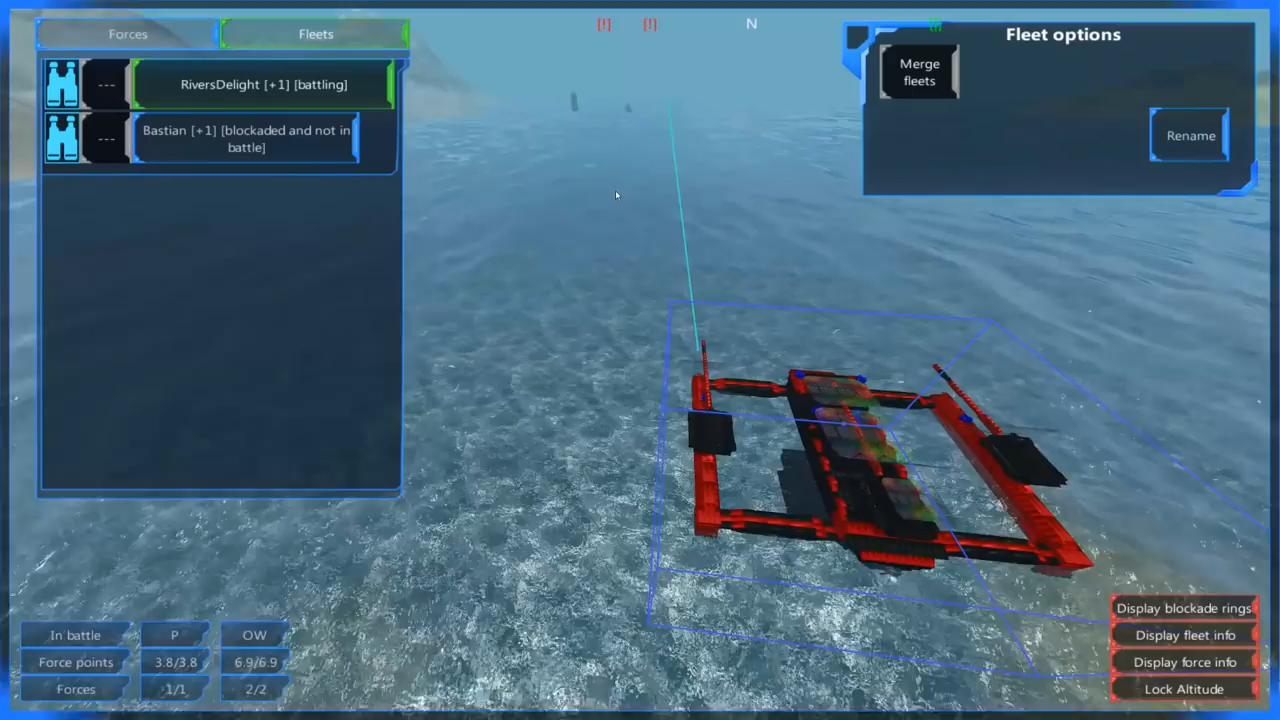 Forces
Fleets
[!]
[!]
N
Fleet options
--- RiversDelight [+1] [battling]
--- Bastian [+1] [blockaded and not in
battle]
Merge
fleets
Rename
In battle P OW
Force points 3.8/3.8 6.9/6.9
Forces 1/1 2/2
Display blockade rings
Display fleet info
Display force info
Lock Altitude